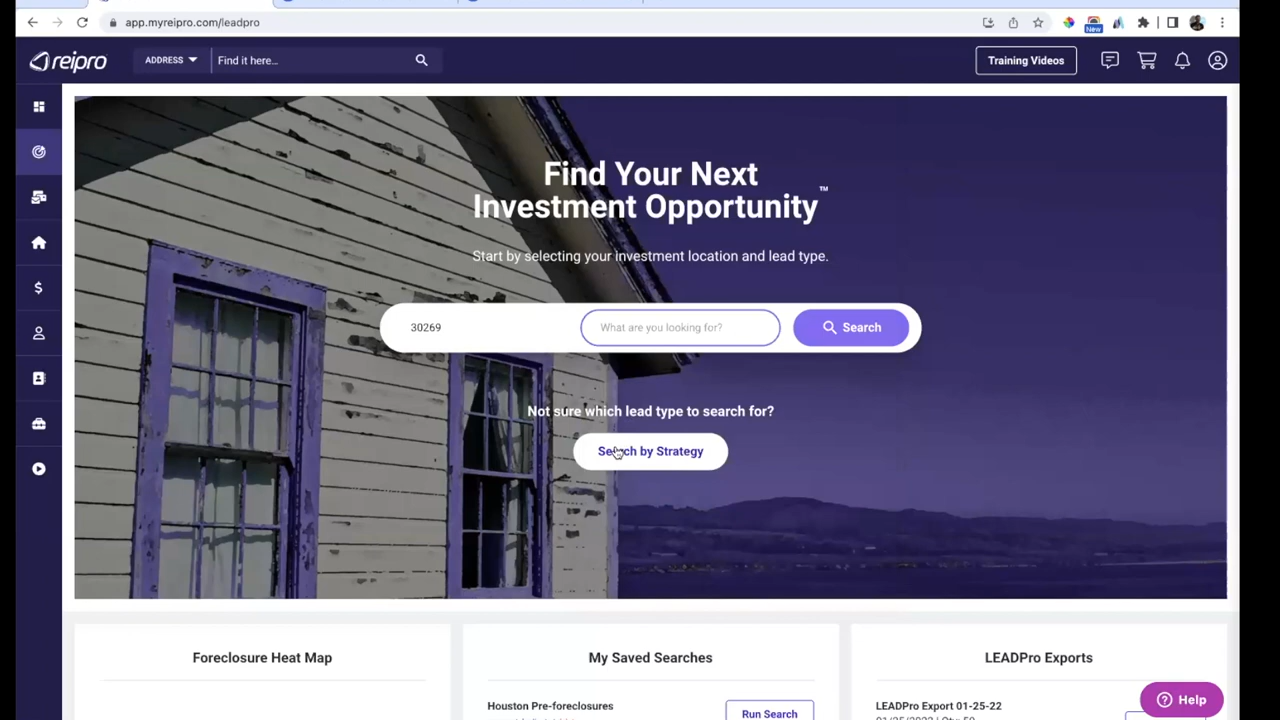 app.myreipro.com/leadpro
New
reipro
ADDRESS
Find it here...
Training Videos
Find Your Next
Investment Opportunity™
Start by selecting your investment location and lead type.
30269
What are you looking for?
Search
Not sure which lead type to search for?
Search by Strategy
Foreclosure Heat Map
My Saved Searches
LEADPro Exports
Houston Pre-foreclosures
Run Search
LEADPro Export 01-25-22
Help